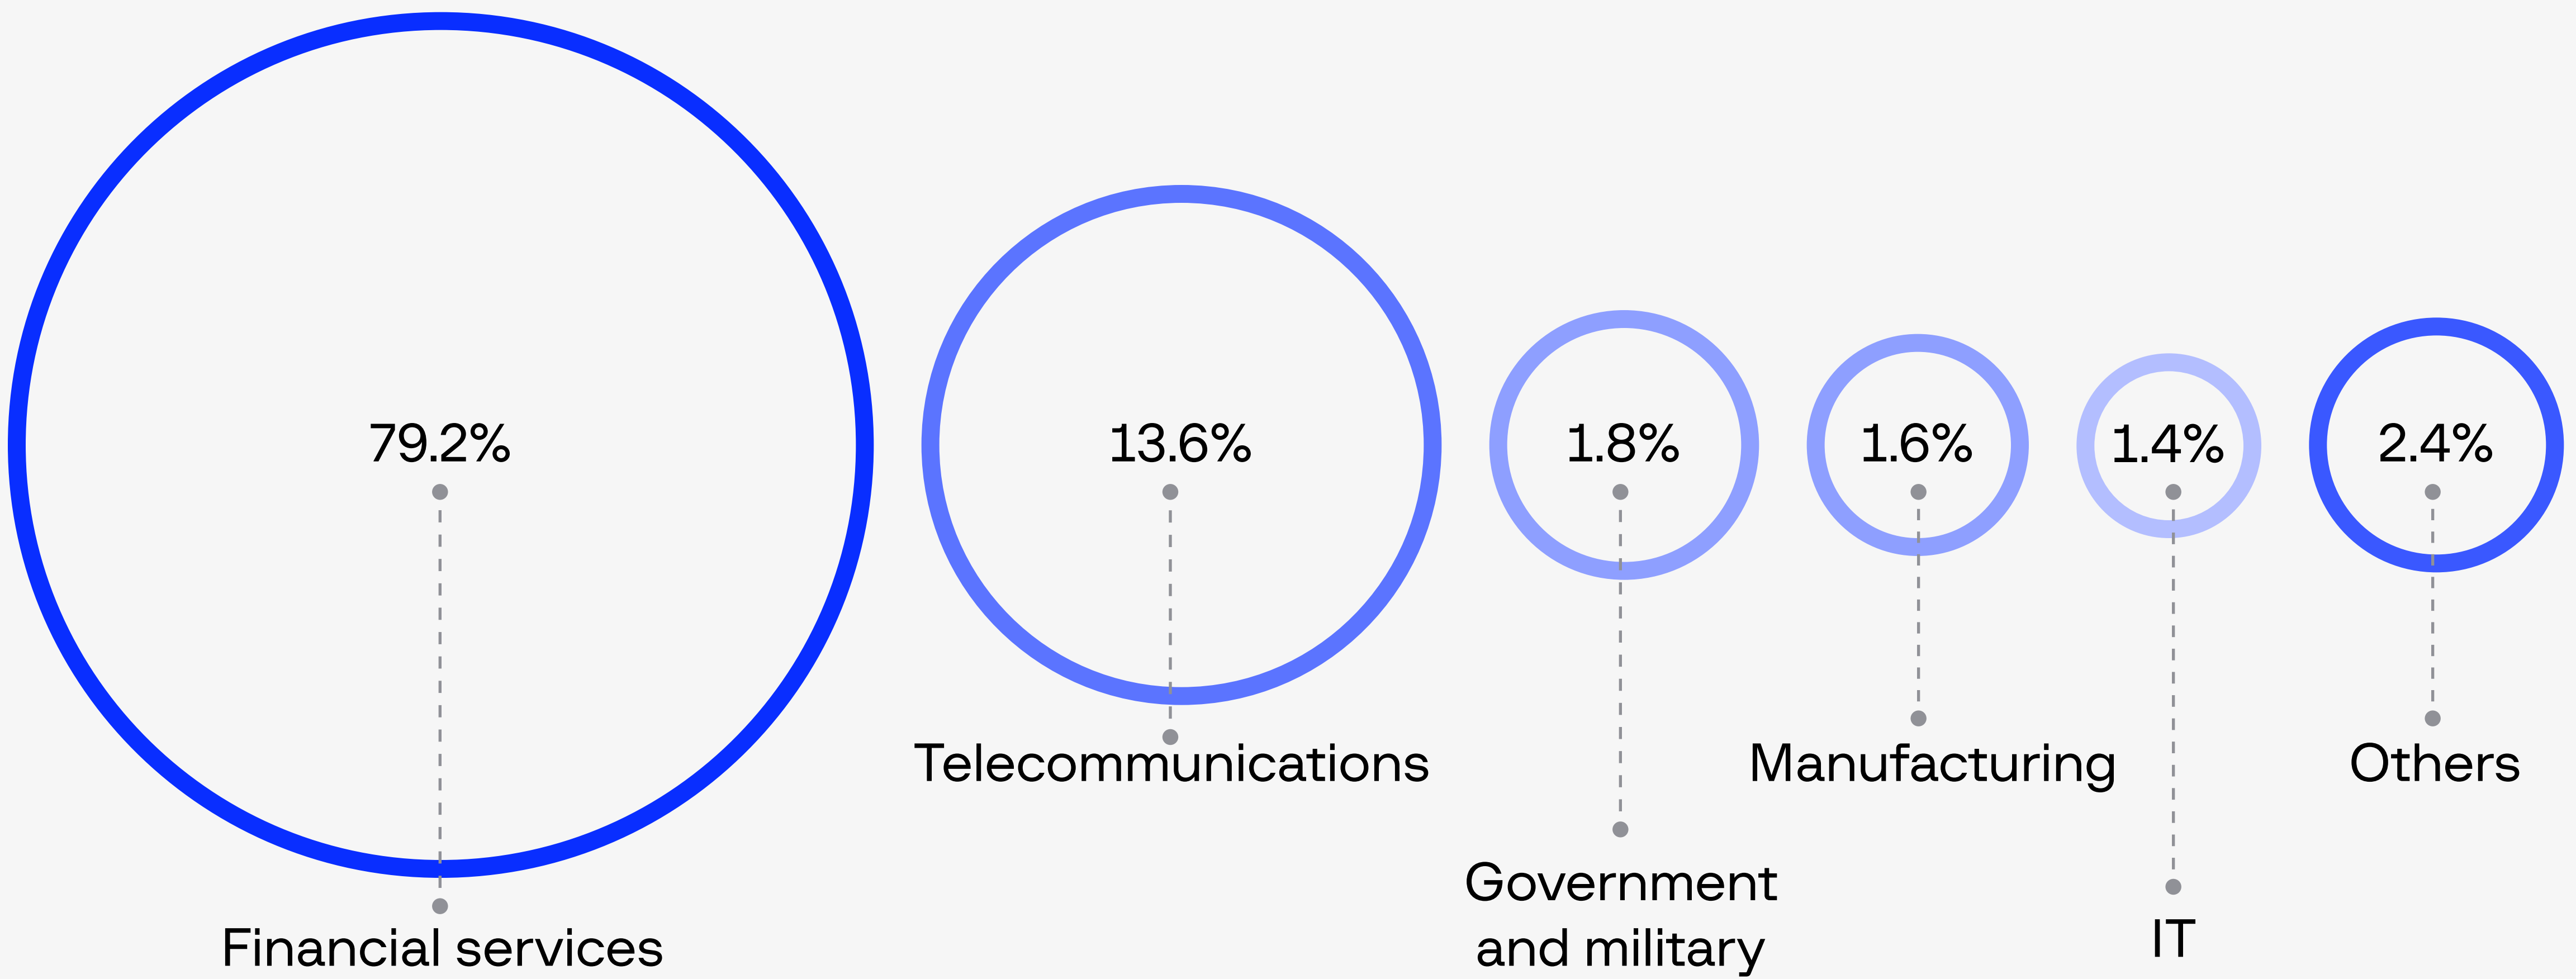 79.2%
13.6%
1.8%
1.6%
1.4%
2.4%
Telecommunications
Manufacturing
Others
Government
and military
IT
Financial services